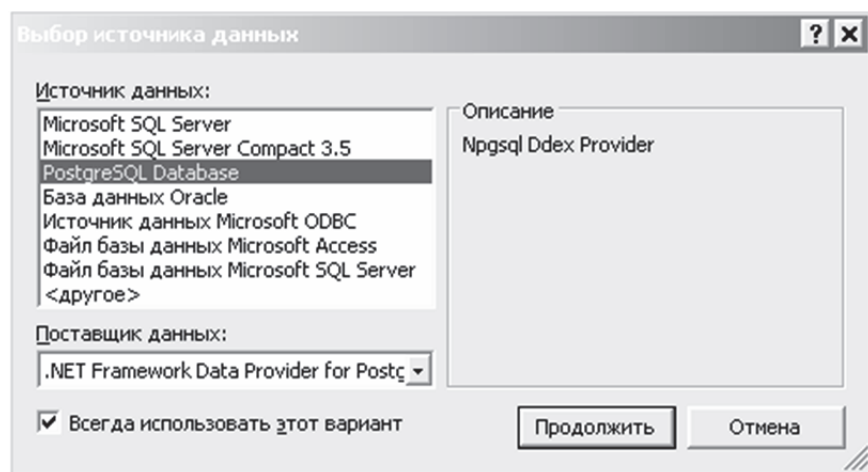 Выбор источника данных
Источник данных:
Microsoft SQL Server
Microsoft SQL Server Compact 3.5
PostgreSQL Database
База данных Oracle
Источник данных Microsoft ODBC
Файл базы данных Microsoft Access
Файл базы данных Microsoft SQL Server
<другое>
Описание
Npgsql Ddex Provider
Поставщик данных:
.NET Framework Data Provider for Postg
Всегда использовать этот вариант
Продолжить
Отмена